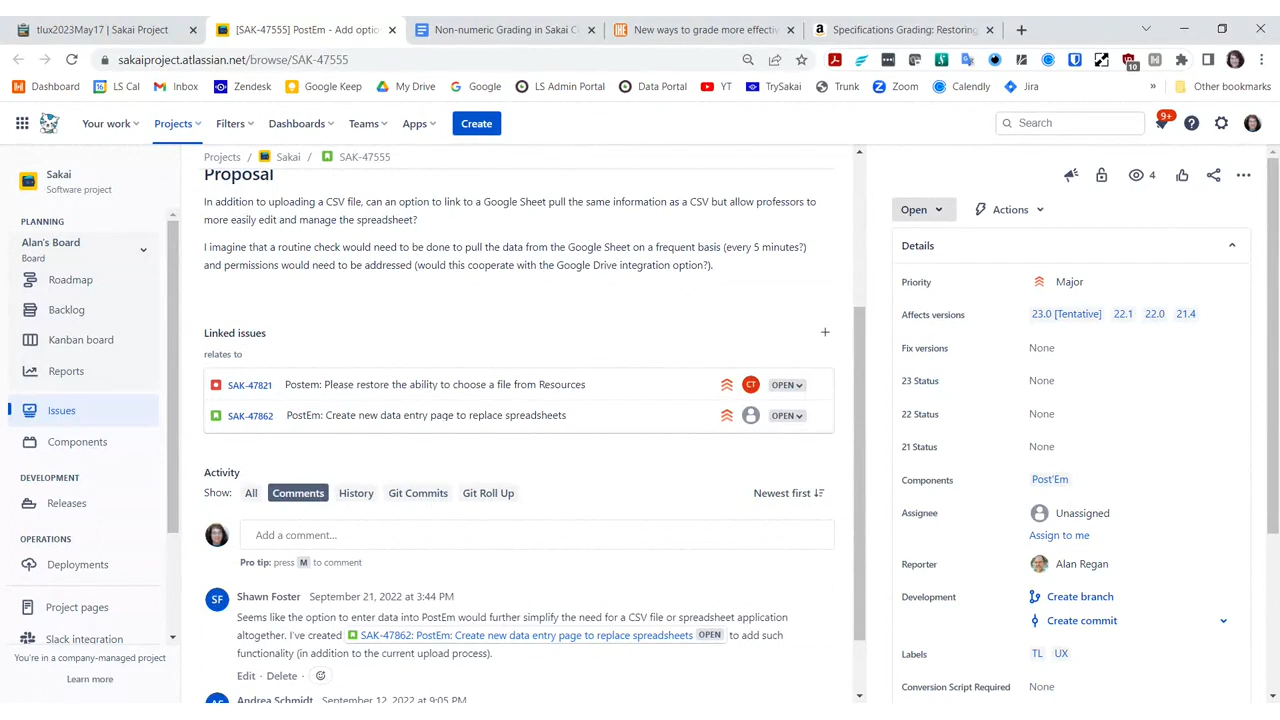 tlux2023May17 | Sakai Project
[SAK-47555] PostEm - Add optio
Non-numeric Grading in Sakai C
New ways to grade more effectiv
Specifications Grading: Restoring
sakaiproject.atlassian.net/browse/SAK-47555
10
Dashboard
LS Cal
Inbox
Zendesk
Google Keep
My Drive
Google
LS Admin Portal
Data Portal
YT
TrySakai
Trunk
Zoom
Calendly
Jira
»
Other bookmarks
Your work
Projects
Filters
Dashboards
Teams
Apps
Create
Search
9+
Sakai
Software project
PLANNING
Alan's Board
Board
Roadmap
Backlog
Kanban board
Reports
Issues
Components
DEVELOPMENT
Releases
OPERATIONS
Deployments
Project pages
Slack integration
You're in a company-managed project
Learn more
Projects / Sakai / SAK-47555
Proposal
In addition to uploading a CSV file, can an option to link to a Google Sheet pull the same information as a CSV but allow professors to
more easily edit and manage the spreadsheet?
I imagine that a routine check would need to be done to pull the data from the Google Sheet on a frequent basis (every 5 minutes?)
and permissions would need to be addressed (would this cooperate with the Google Drive integration option?).
Linked issues
relates to
SAK-47821 Postem: Please restore the ability to choose a file from Resources CT OPEN
SAK-47862 PostEm: Create new data entry page to replace spreadsheets OPEN
Activity
Show: All Comments History Git Commits Git Roll Up Newest first
Add a comment...
Pro tip: press M to comment
SF Shawn Foster September 21, 2022 at 3:44 PM
Seems like the option to enter data into PostEm would further simplify the need for a CSV file or spreadsheet application
altogether. I've created SAK-47862: PostEm: Create new data entry page to replace spreadsheets OPEN to add such
functionality (in addition to the current upload process).
Edit · Delete ·
Andrea Schmidt September 12, 2022 at 9:05 PM
4
Open
Actions
Details
Priority Major
Affects versions 23.0 [Tentative] 22.1 22.0 21.4
Fix versions None
23 Status None
22 Status None
21 Status None
Components Post'Em
Assignee Unassigned
Assign to me
Reporter Alan Regan
Development Create branch
Create commit
Labels TL UX
Conversion Script Required None